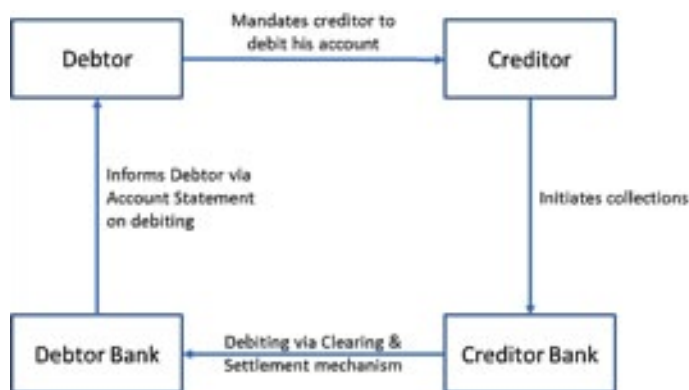 Mandates creditor to
debit his account
Debtor
Creditor
Informs Debtor via
Account Statement
on debiting
Initiates collections
Debtor Bank
Debiting via Clearing &
Settlement mechanism
Creditor Bank